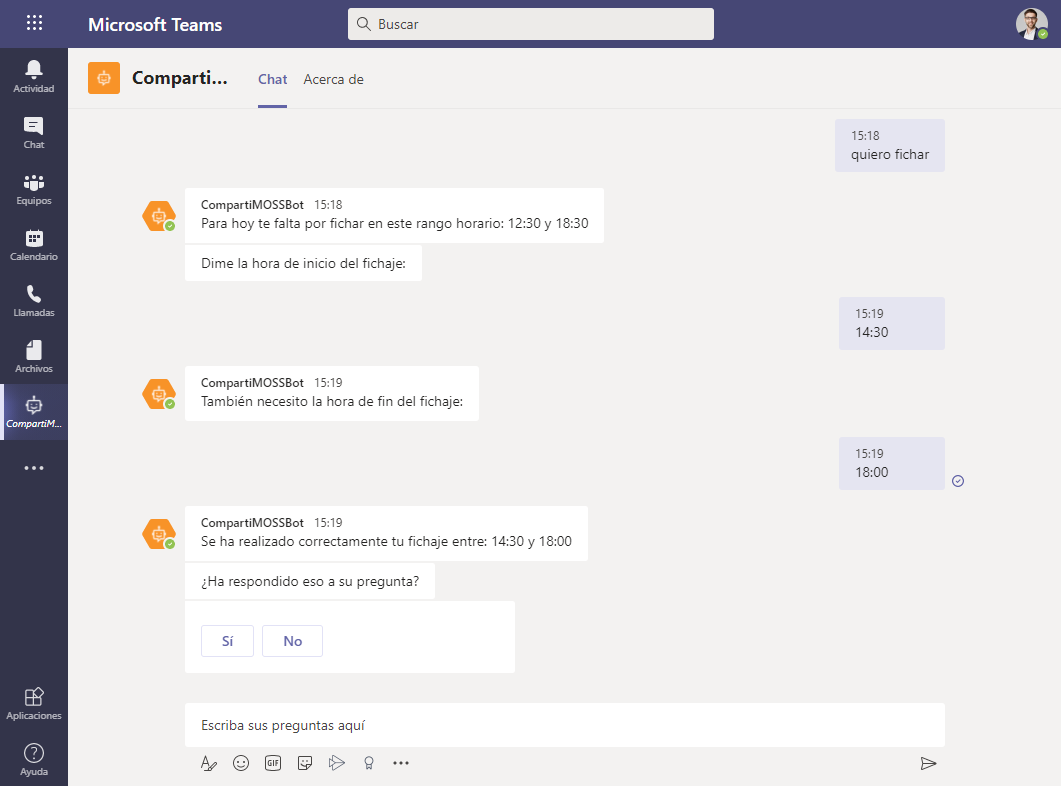 Microsoft Teams
Buscar
Actividad
Chat
Equipos
Calendario
Llamadas
Archivos
CompartiM...
Aplicaciones
Ayuda
Comparti...
Chat
Acerca de
15:18
quiero fichar
CompartiMOSSBot 15:18
Para hoy te falta por fichar en este rango horario: 12:30 y 18:30
Dime la hora de inicio del fichaje:
15:19
14:30
CompartiMOSSBot 15:19
También necesito la hora de fin del fichaje:
15:19
18:00
CompartiMOSSBot 15:19
Se ha realizado correctamente tu fichaje entre: 14:30 y 18:00
¿Ha respondido eso a su pregunta?
Sí
No
Escriba sus preguntas aquí
GIF